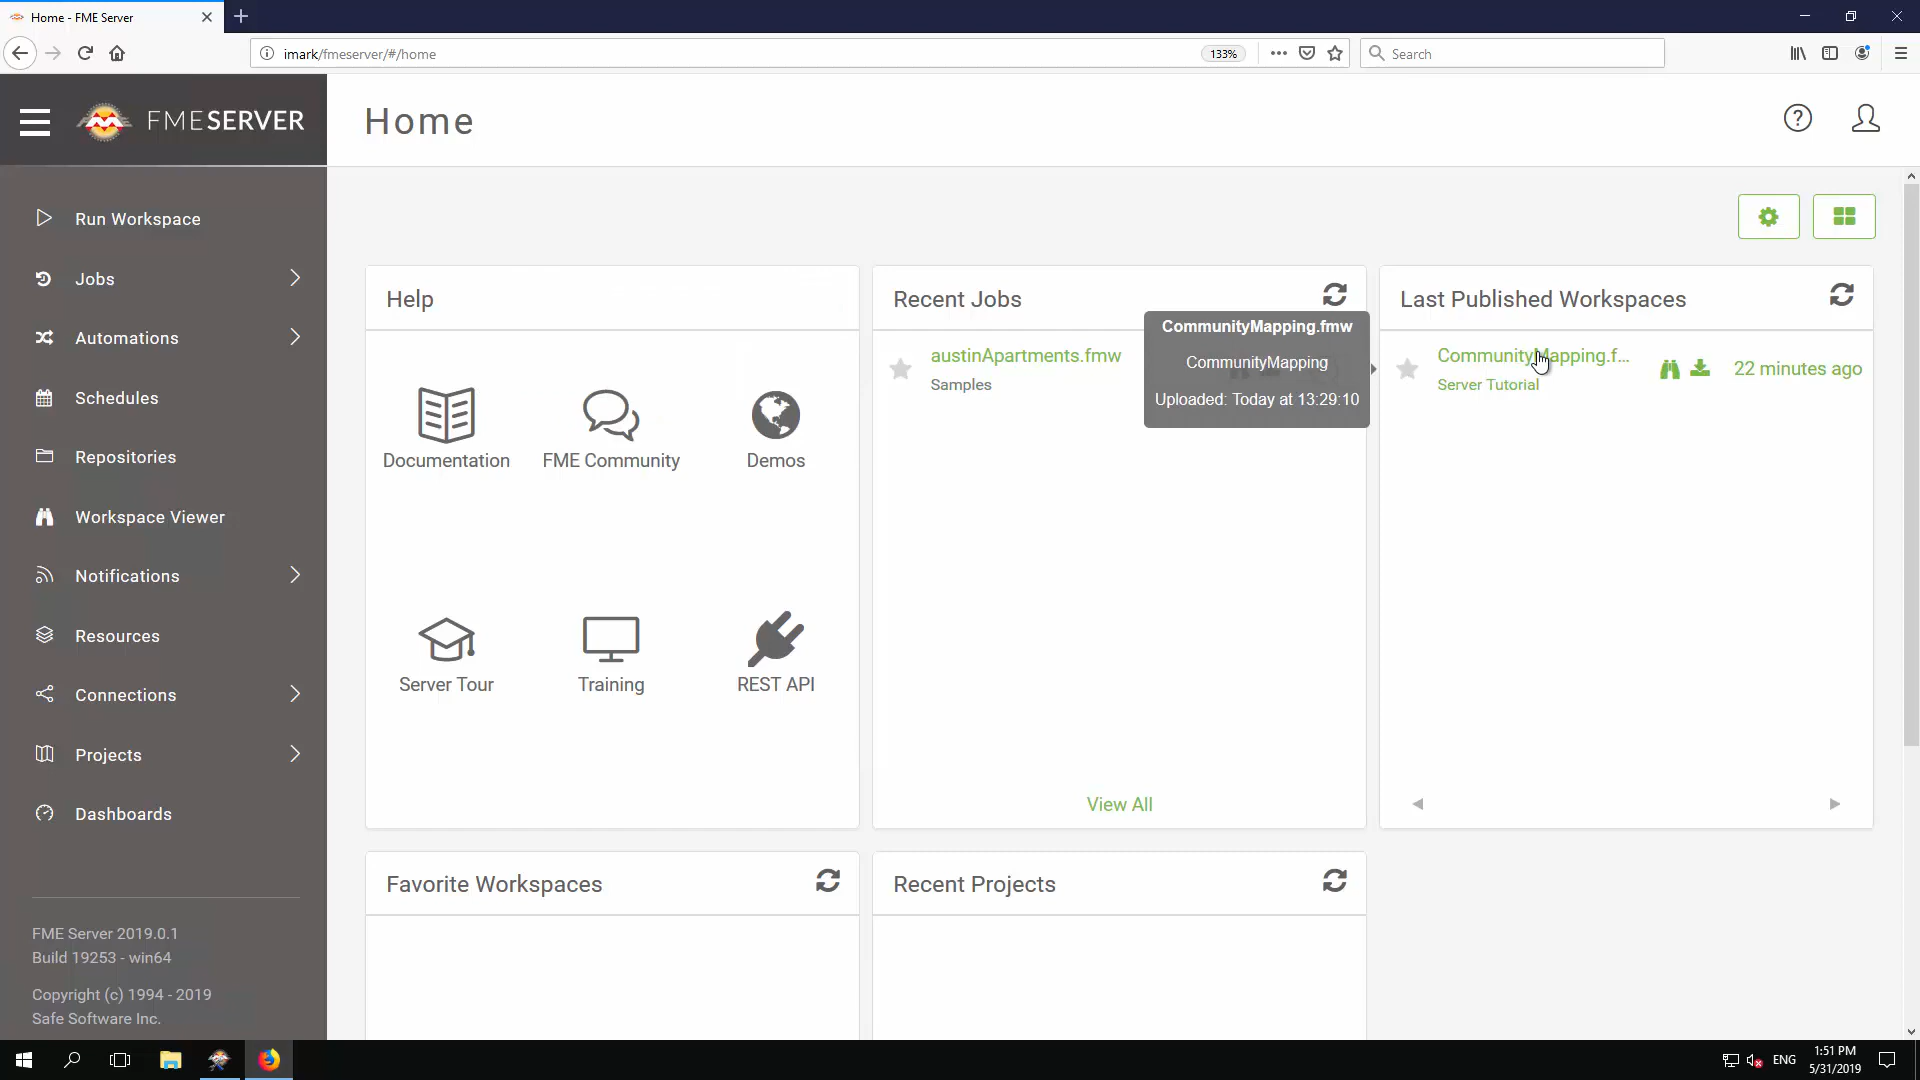 Home - FME Server
imark/fmeserver/#/home
133%
Search
FMESERVER
Home
Run Workspace
Jobs
Automations
Schedules
Repositories
Workspace Viewer
Notifications
Resources
Connections
Projects
Dashboards
FME Server 2019.0.1
Build 19253 - win64
Copyright (c) 1994 - 2019
Safe Software Inc.
Help
Documentation
FME Community
Demos
Server Tour
Training
REST API
Recent Jobs
austinApartments.fmw
Samples
View All
CommunityMapping.fmw
CommunityMapping
Uploaded: Today at 13:29:10
Last Published Workspaces
CommunityMapping.f...
Server Tutorial
22 minutes ago
Favorite Workspaces
Recent Projects
ENG
1:51 PM
5/31/2019